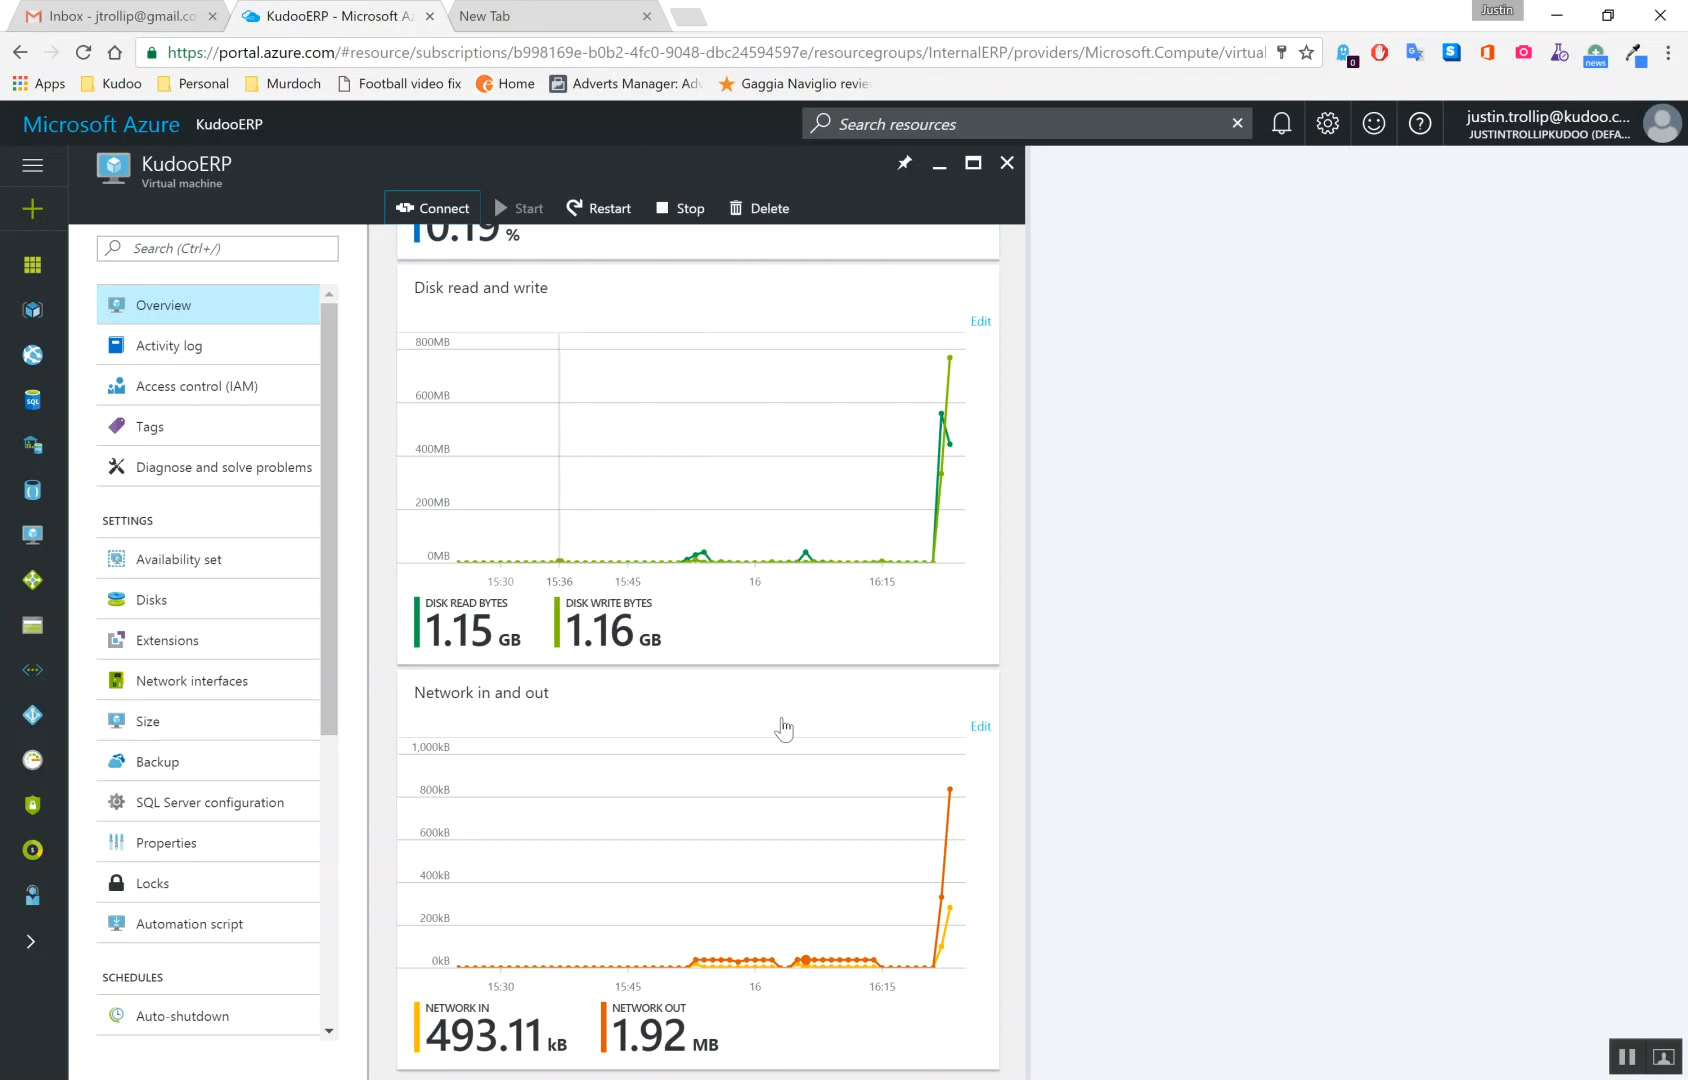 Inbox - jtrollip@gmail.co
KudooERP - Microsoft Az
New Tab
Justin
https://portal.azure.com/#resource/subscriptions/b998169e-b0b2-4fc0-9048-dbc24594597e/resourcegroups/InternalERP/providers/Microsoft.Compute/virtual
0
news
Apps
Kudoo
Personal
Murdoch
Football video fix
Home
Adverts Manager: Adv
Gaggia Naviglio revie
Microsoft Azure
KudooERP
Search resources
justin.trollip@kudoo.c...
JUSTINTROLLIPKUDOO (DEFA...
KudooERP
Virtual machine
Connect
Start
Restart
Stop
Delete
Search (Ctrl+/)
Overview
Activity log
Access control (IAM)
Tags
Diagnose and solve problems
SETTINGS
Availability set
Disks
Extensions
Network interfaces
Size
Backup
SQL Server configuration
Properties
Locks
Automation script
SCHEDULES
Auto-shutdown
SQL
0.19 %
Disk read and write
Edit
800MB
600MB
400MB
200MB
0MB
15:30
15:36
15:45
16
16:15
DISK READ BYTES
1.15 GB
DISK WRITE BYTES
1.16 GB
Network in and out
Edit
1,000kB
800kB
600kB
400kB
200kB
0kB
15:30
15:45
16
16:15
NETWORK IN
493.11 kB
NETWORK OUT
1.92 MB